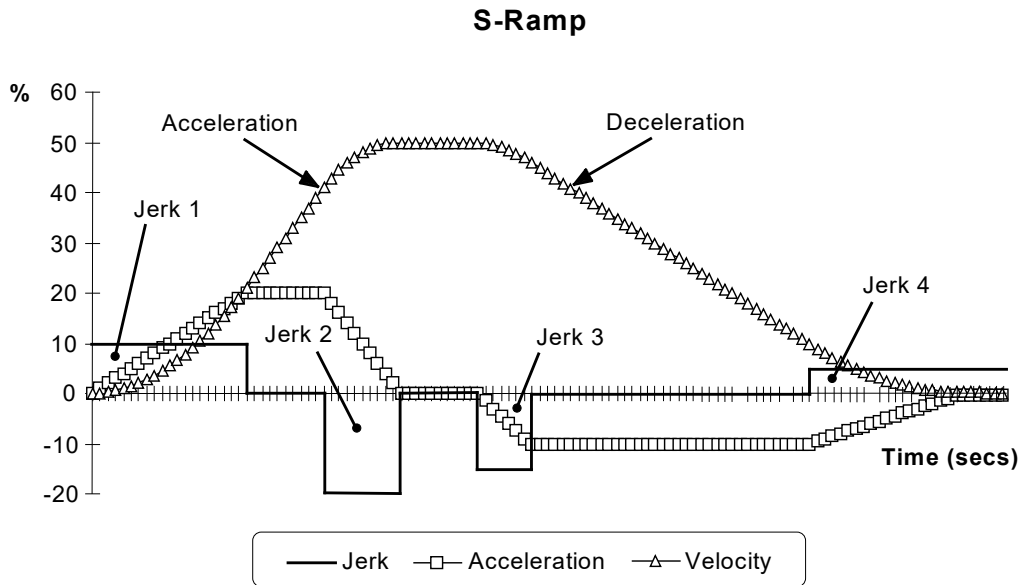 S-Ramp
%
60
50
40
30
20
10
0
-10
-20
Acceleration
Deceleration
Jerk 1
Jerk 2
Jerk 3
Jerk 4
Time (secs)
Jerk Acceleration Velocity